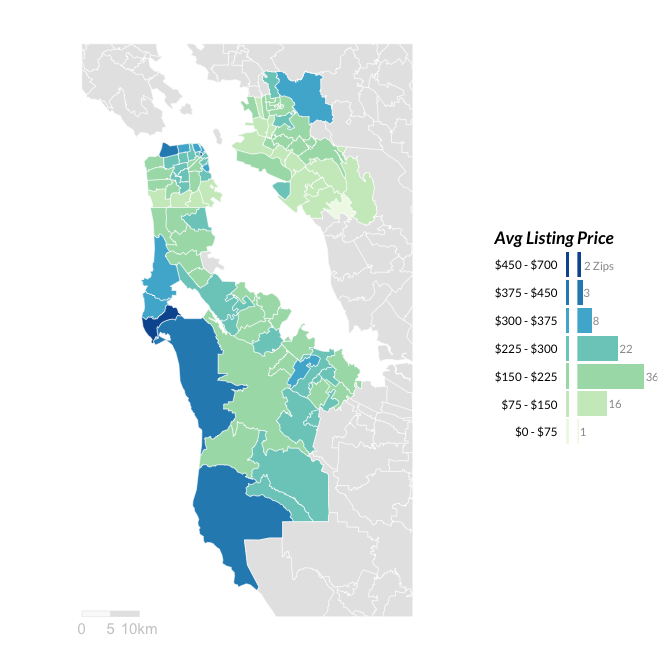 Avg Listing Price
$450 - $700 2 Zips
$375 - $450 3
$300 - $375 8
$225 - $300 22
$150 - $225 36
$75 - $150 16
$0 - $75 1
0 5 10km